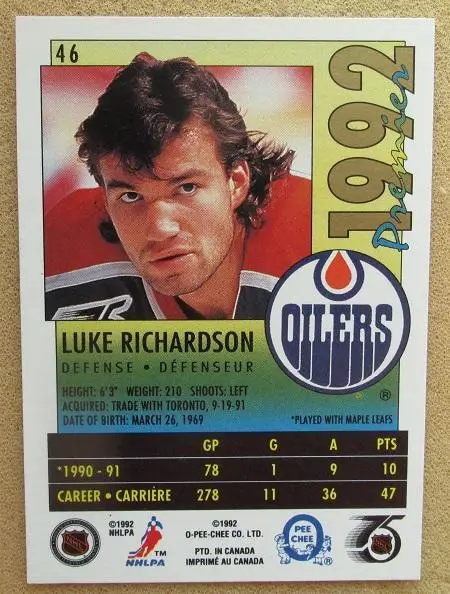 46
1992
Premier
OILERS
®
LUKE RICHARDSON
DEFENSE • DÉFENSEUR
HEIGHT: 6'3" WEIGHT: 210 SHOOTS: LEFT
ACQUIRED: TRADE WITH TORONTO, 9-19-91
DATE OF BIRTH: MARCH 26, 1969
*PLAYED WITH MAPLE LEAFS
GP G A PTS
*1990 - 91 78 1 9 10
CAREER • CARRIÈRE 278 11 36 47
©1992
NHLPA
TM
NHLPA
©1992
O-PEE-CHEE CO. LTD.
PTD. IN CANADA
IMPRIMÉ AU CANADA
O PEE
CHEE
®
75